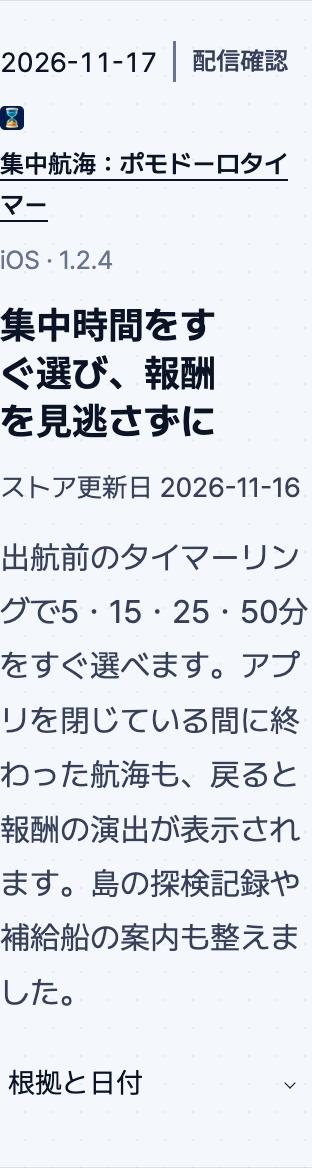 2026-11-17 配信確認
集中航海：ポモドーロタイ
マー
iOS · 1.2.4
集中時間をす
ぐ選び、報酬
を見逃さずに
ストア更新日 2026-11-16
出航前のタイマーリン
グで5・15・25・50分
をすぐ選べます。アプ
リを閉じている間に終
わった航海も、戻ると
報酬の演出が表示され
ます。島の探検記録や
補給船の案内も整えま
した。
根拠と日付